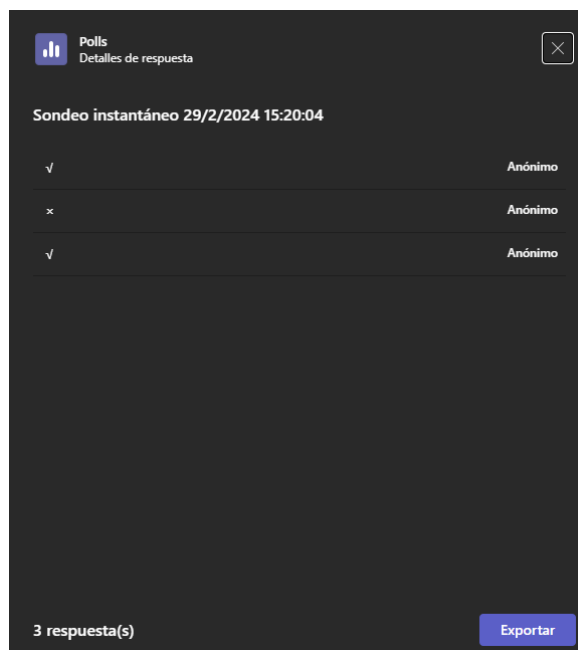 Polls
Detalles de respuesta
Sondeo instantáneo 29/2/2024 15:20:04
√ Anónimo
× Anónimo
√ Anónimo
3 respuesta(s) Exportar